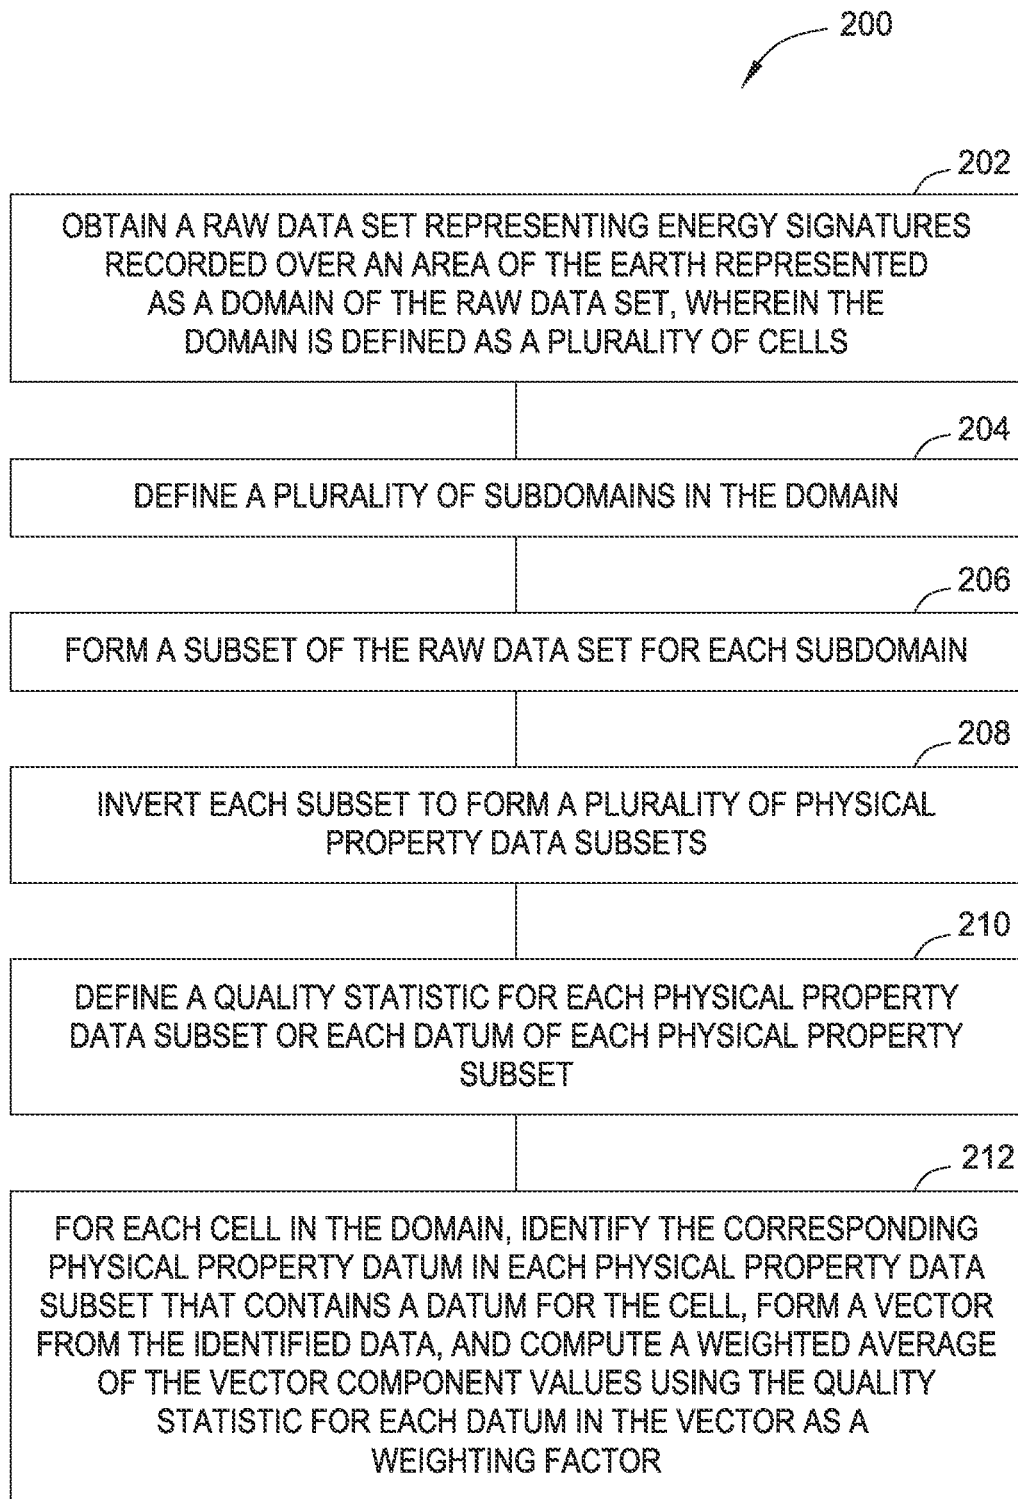 200
202
OBTAIN A RAW DATA SET REPRESENTING ENERGY SIGNATURES
RECORDED OVER AN AREA OF THE EARTH REPRESENTED
AS A DOMAIN OF THE RAW DATA SET, WHEREIN THE
DOMAIN IS DEFINED AS A PLURALITY OF CELLS
204
DEFINE A PLURALITY OF SUBDOMAINS IN THE DOMAIN
206
FORM A SUBSET OF THE RAW DATA SET FOR EACH SUBDOMAIN
208
INVERT EACH SUBSET TO FORM A PLURALITY OF PHYSICAL
PROPERTY DATA SUBSETS
210
DEFINE A QUALITY STATISTIC FOR EACH PHYSICAL PROPERTY
DATA SUBSET OR EACH DATUM OF EACH PHYSICAL PROPERTY
SUBSET
212
FOR EACH CELL IN THE DOMAIN, IDENTIFY THE CORRESPONDING
PHYSICAL PROPERTY DATUM IN EACH PHYSICAL PROPERTY DATA
SUBSET THAT CONTAINS A DATUM FOR THE CELL, FORM A VECTOR
FROM THE IDENTIFIED DATA, AND COMPUTE A WEIGHTED AVERAGE
OF THE VECTOR COMPONENT VALUES USING THE QUALITY
STATISTIC FOR EACH DATUM IN THE VECTOR AS A
WEIGHTING FACTOR